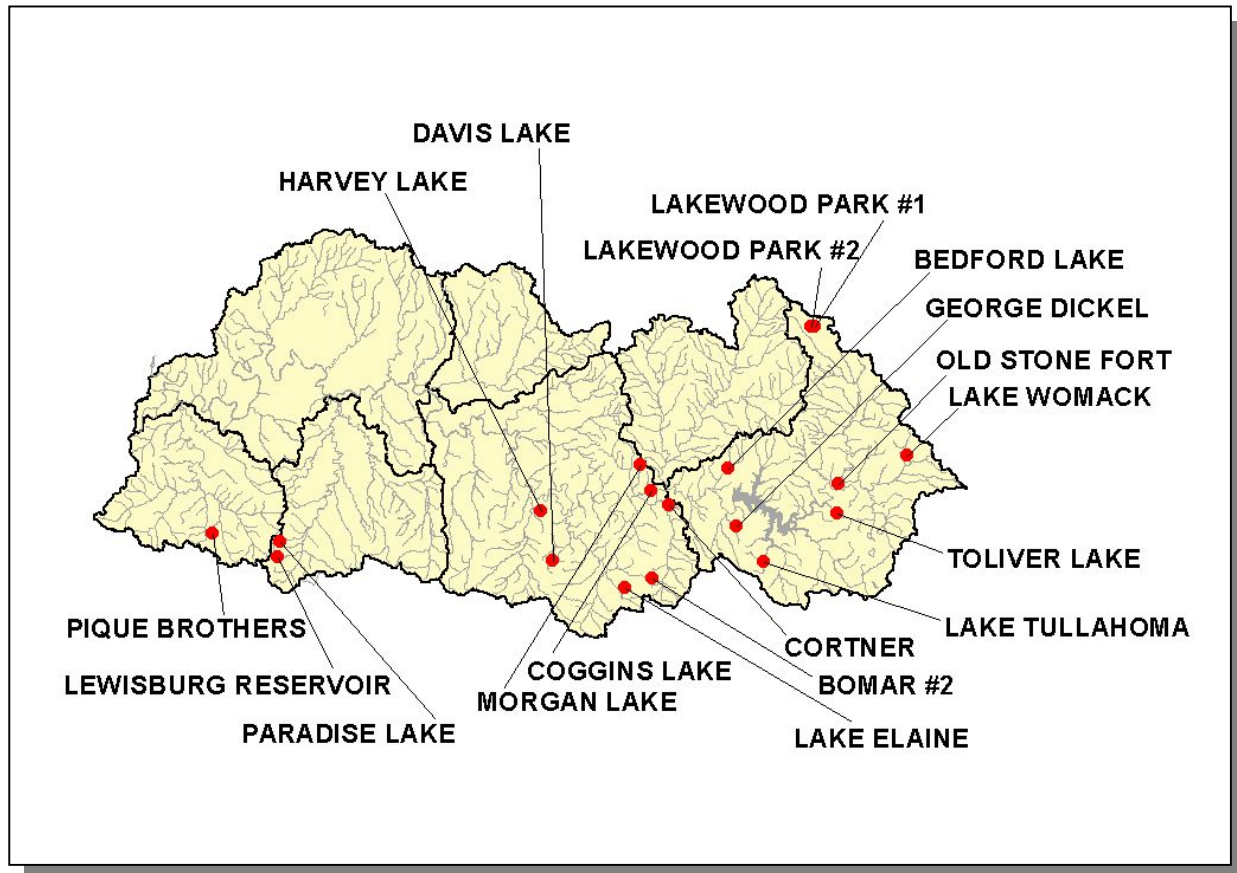 DAVIS LAKE
HARVEY LAKE
LAKEWOOD PARK #1
LAKEWOOD PARK #2
BEDFORD LAKE
GEORGE DICKEL
OLD STONE FORT
LAKE WOMACK
TOLIVER LAKE
LAKE TULLAHOMA
PIQUE BROTHERS
CORTNER
COGGINS LAKE
LEWISBURG RESERVOIR
BOMAR #2
MORGAN LAKE
PARADISE LAKE
LAKE ELAINE